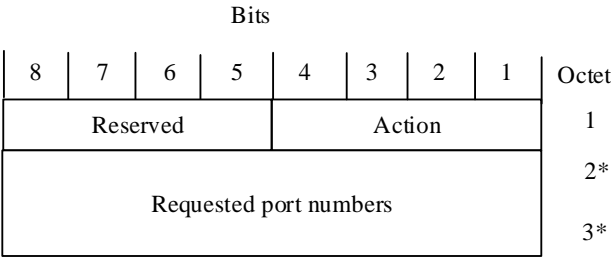 Bits
8 7 6 5 4 3 2 1 Octet
Reserved Action 1
2*
Requested port numbers
3*